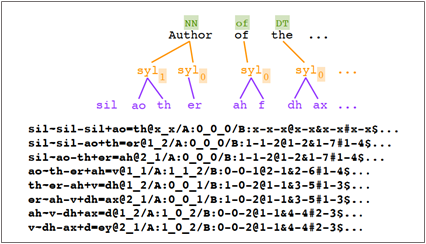 NN of DT
Author of the ...
syl1 syl0 syl0 syl0 ...
sil ao th er ah f dh ax ...
sil~sil-sil+ao=th@x_x/A:0_0_0/B:x-x-x@x-x&x-x#x-x$...
sil~sil-ao+th=er@1_2/A:0_0_0/B:1-1-2@1-2&1-7#1-4$...
sil~ao-th+er=ah@2_1/A:0_0_0/B:1-1-2@1-2&1-7#1-4$...
ao~th-er+ah=v@1_1/A:1_1_2/B:0-0-1@2-1&2-6#1-4$...
th~er-ah+v=dh@1_2/A:0_0_1/B:1-0-2@1-1&3-5#1-3$...
er~ah-v+dh=ax@2_1/A:0_0_1/B:1-0-2@1-1&3-5#1-3$...
ah~v-dh+ax=d@1_2/A:1_0_2/B:0-0-2@1-1&4-4#2-3$...
v~dh-ax+d=ey@2_1/A:1_0_2/B:0-0-2@1-1&4-4#2-3$...